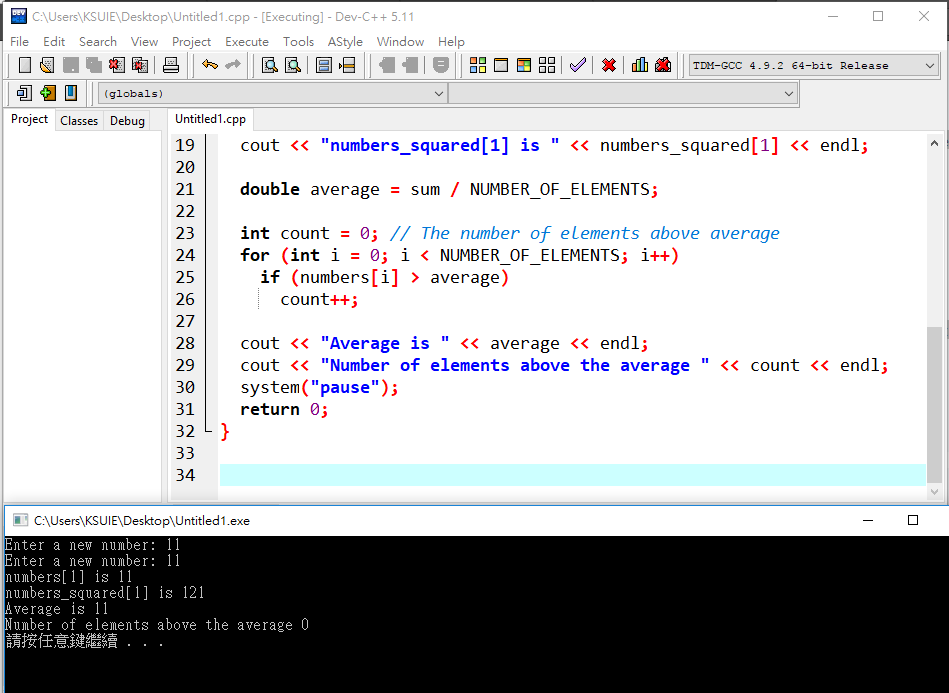 C:\Users\KSUIE\Desktop\Untitled1.cpp - [Executing] - Dev-C++ 5.11
File Edit Search View Project Execute Tools AStyle Window Help
TDM-GCC 4.9.2 64-bit Release
(globals)
Project Classes Debug
Untitled1.cpp
19 cout << "numbers_squared[1] is " << numbers_squared[1] << endl;
20
21 double average = sum / NUMBER_OF_ELEMENTS;
22
23 int count = 0; // The number of elements above average
24 for (int i = 0; i < NUMBER_OF_ELEMENTS; i++)
25 if (numbers[i] > average)
26 count++;
27
28 cout << "Average is " << average << endl;
29 cout << "Number of elements above the average " << count << endl;
30 system("pause");
31 return 0;
32 }
33
34
C:\Users\KSUIE\Desktop\Untitled1.exe
Enter a new number: 11
Enter a new number: 11
numbers[1] is 11
numbers_squared[1] is 121
Average is 11
Number of elements above the average 0
請按任意鍵繼續 . . .